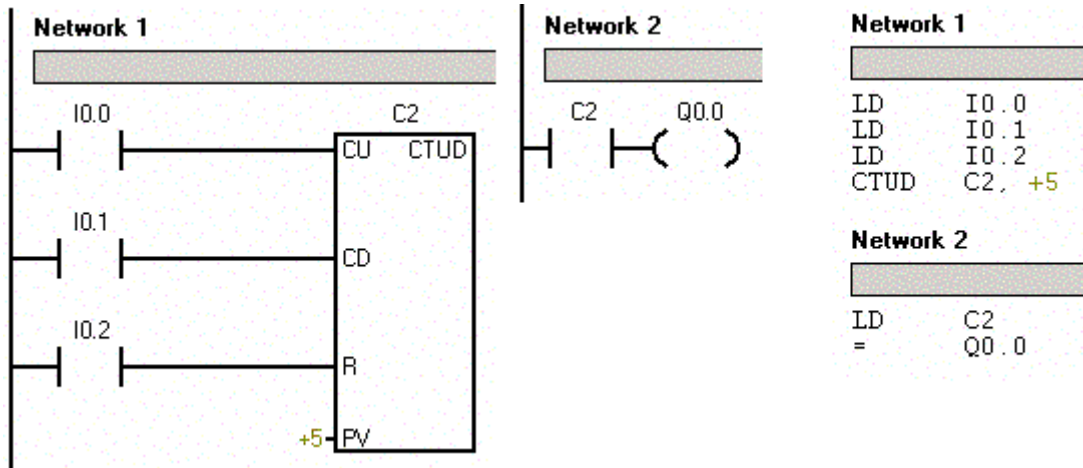 Network 1
I0.0
C2
CU CTUD
I0.1
CD
I0.2
R
+5 PV
Network 2
C2 Q0.0
Network 1
LD I0.0
LD I0.1
LD I0.2
CTUD C2, +5
Network 2
LD C2
= Q0.0